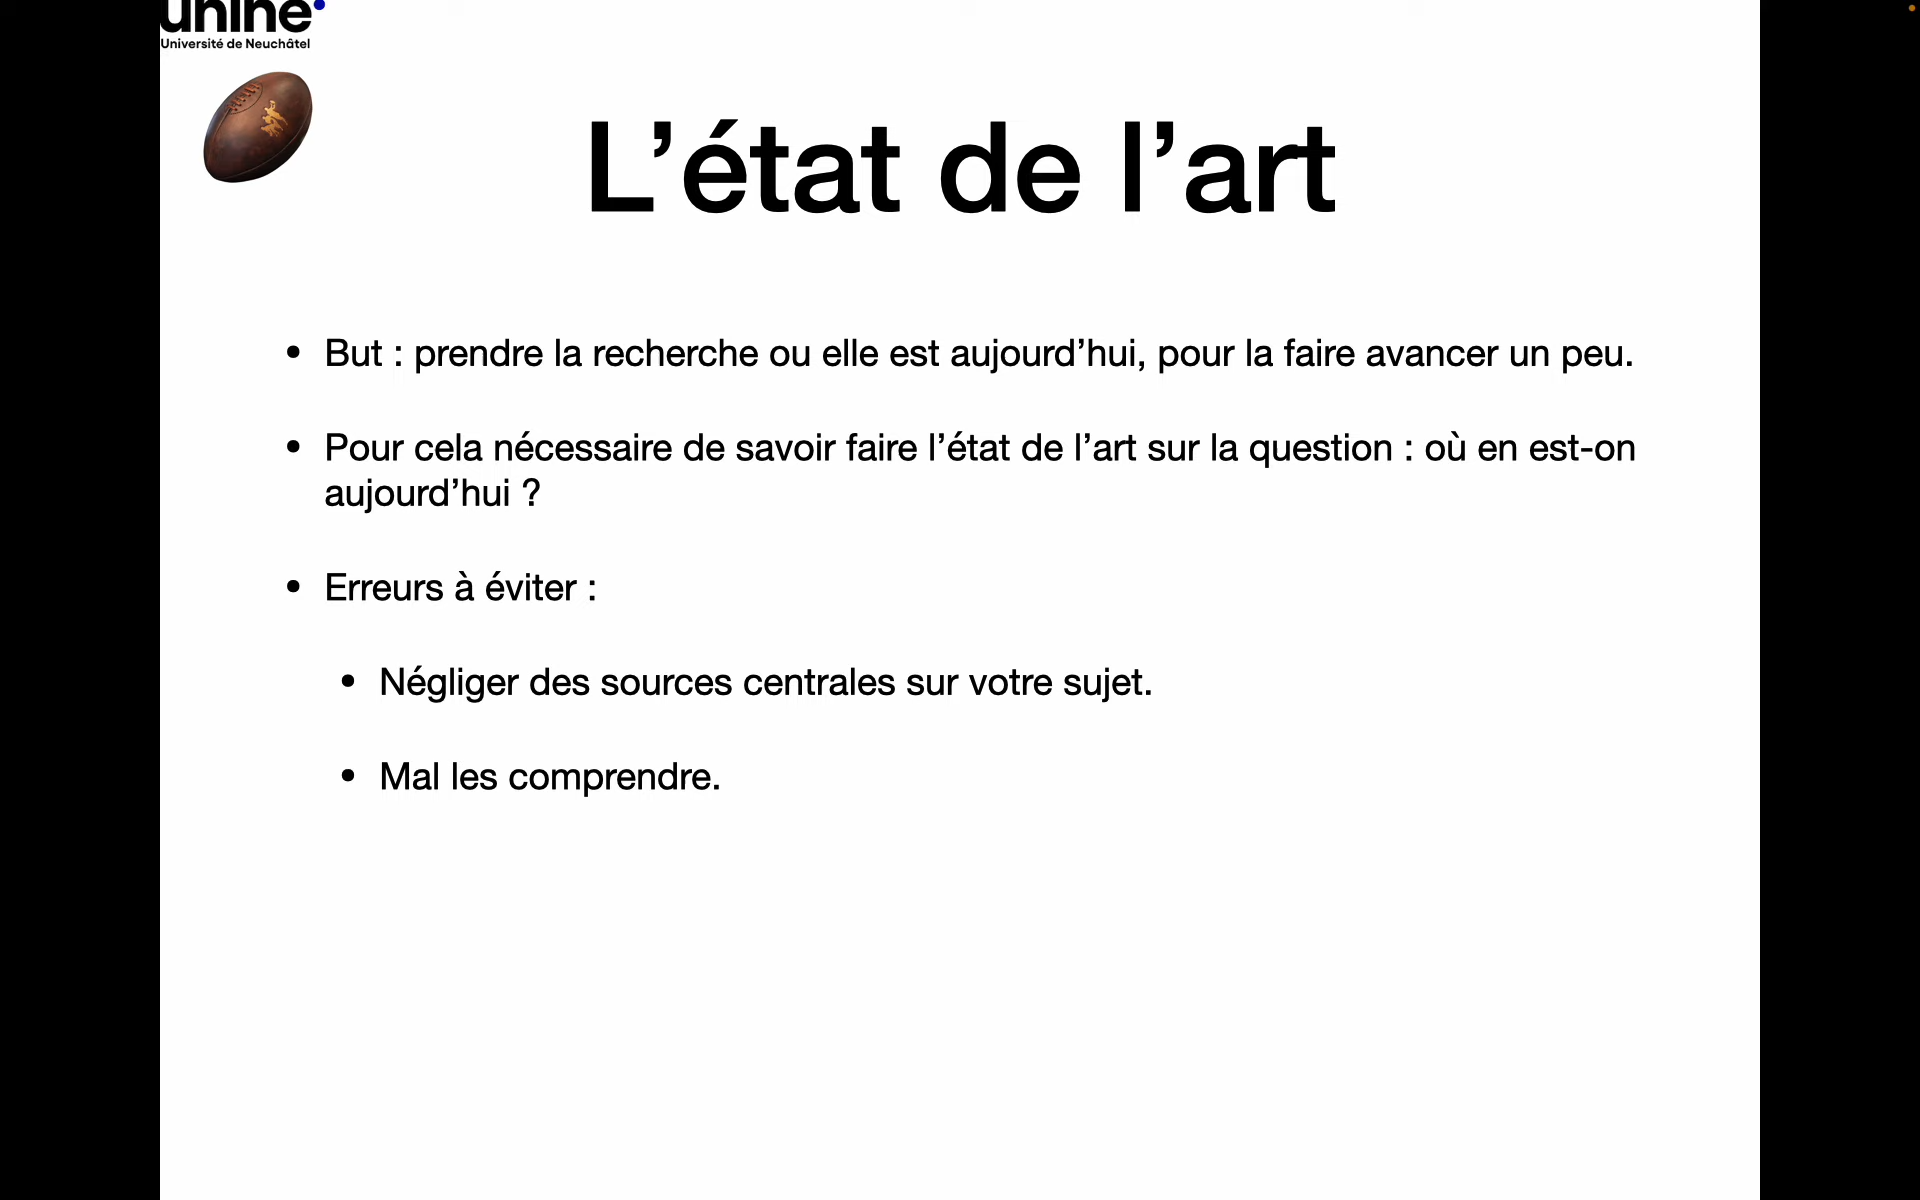 unine
Université de Neuchâtel
L’état de l’art
• But : prendre la recherche ou elle est aujourd’hui, pour la faire avancer un peu.
• Pour cela nécessaire de savoir faire l’état de l’art sur la question : où en est-on
aujourd’hui ?
• Erreurs à éviter :
• Négliger des sources centrales sur votre sujet.
• Mal les comprendre.